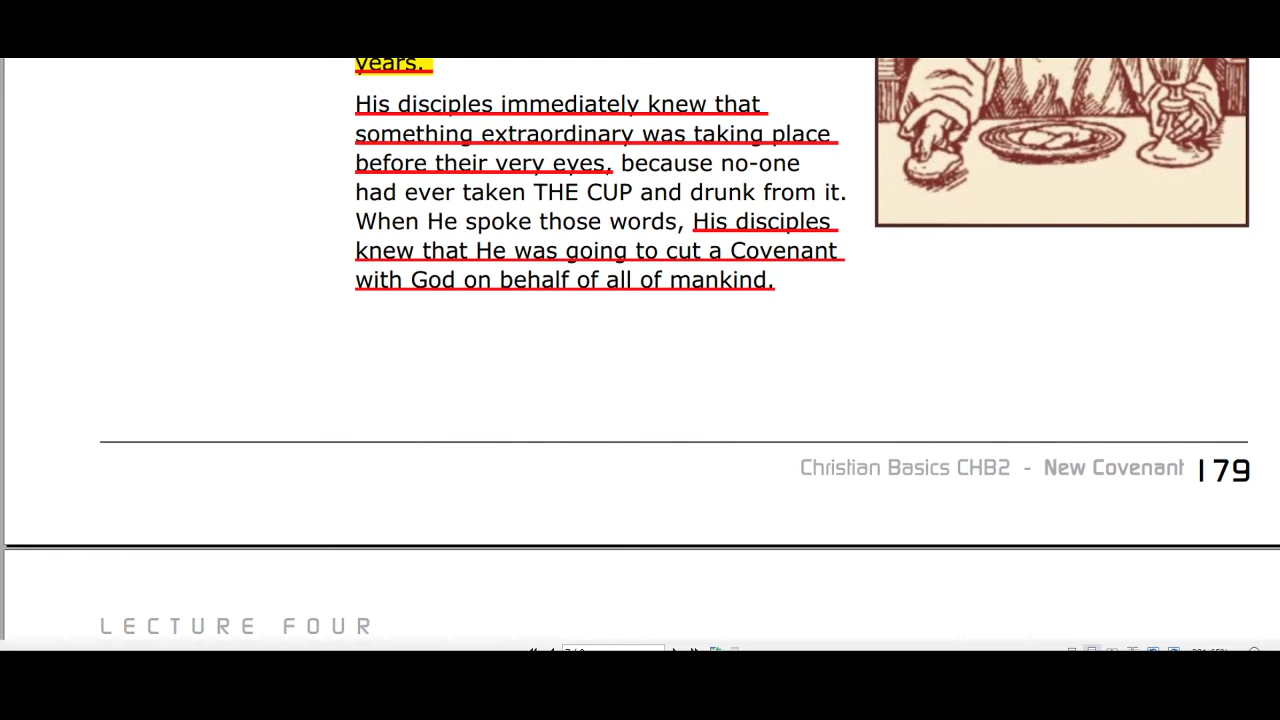 years.
His disciples immediately knew that
something extraordinary was taking place
before their very eyes, because no-one
had ever taken THE CUP and drunk from it.
When He spoke those words, His disciples
knew that He was going to cut a Covenant
with God on behalf of all of mankind.
Christian Basics CHB2 - New Covenant | 79
LECTURE FOUR